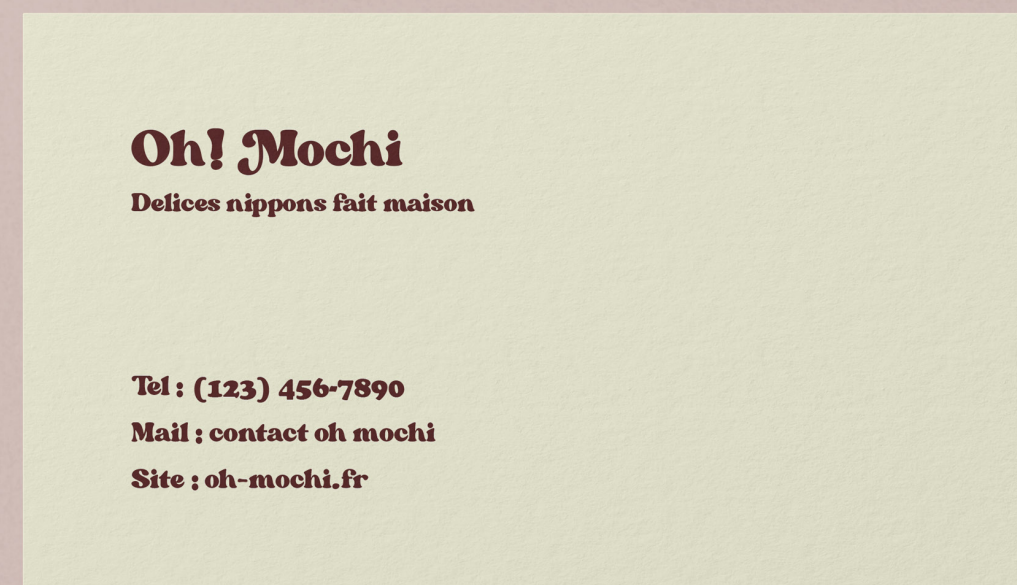 Oh! Mochi
Delices nippons fait maison
Tel : (123) 456-7890
Mail : contact oh mochi
Site : oh-mochi.fr